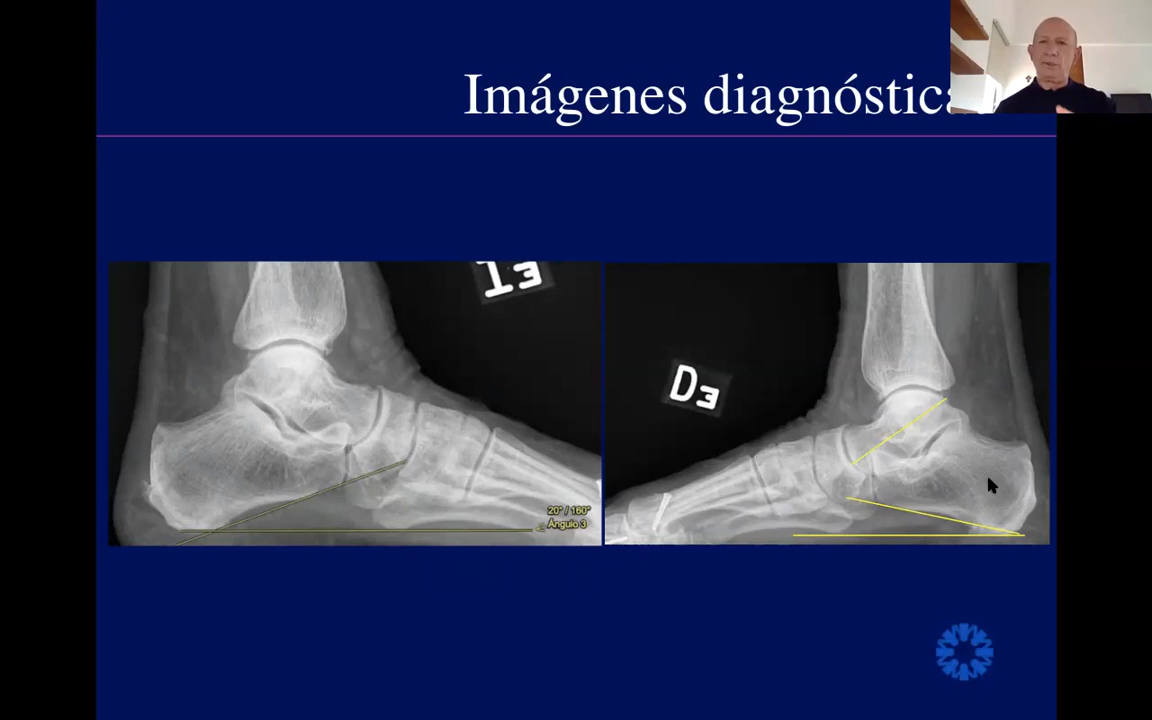 Imágenes diagnóstica
I3
D3
20° / 160°
Ángulo 3